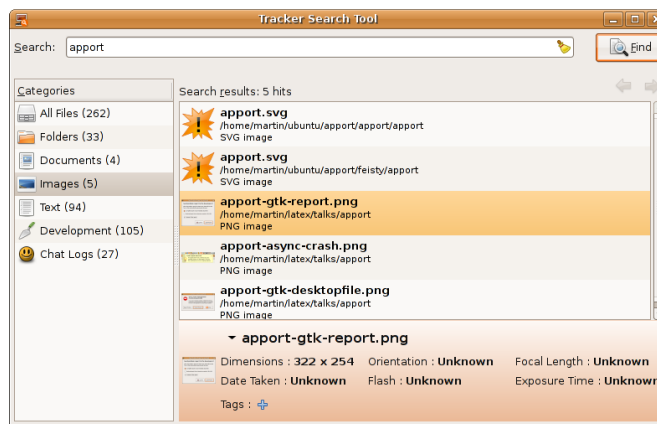 Tracker Search Tool
Search: apport
Find
Categories
All Files (262)
Folders (33)
Documents (4)
Images (5)
Text (94)
Development (105)
Chat Logs (27)
Search results: 5 hits
apport.svg
/home/martin/ubuntu/apport/apport/apport
SVG image
apport.svg
/home/martin/ubuntu/apport/feisty/apport
SVG image
apport-gtk-report.png
/home/martin/latex/talks/apport
PNG image
apport-async-crash.png
/home/martin/latex/talks/apport
PNG image
apport-gtk-desktopfile.png
/home/martin/latex/talks/apport
PNG image
apport-gtk-report.png
Dimensions : 322 x 254 Orientation : Unknown Focal Length : Unknown
Date Taken : Unknown Flash : Unknown Exposure Time : Unknown
Tags :